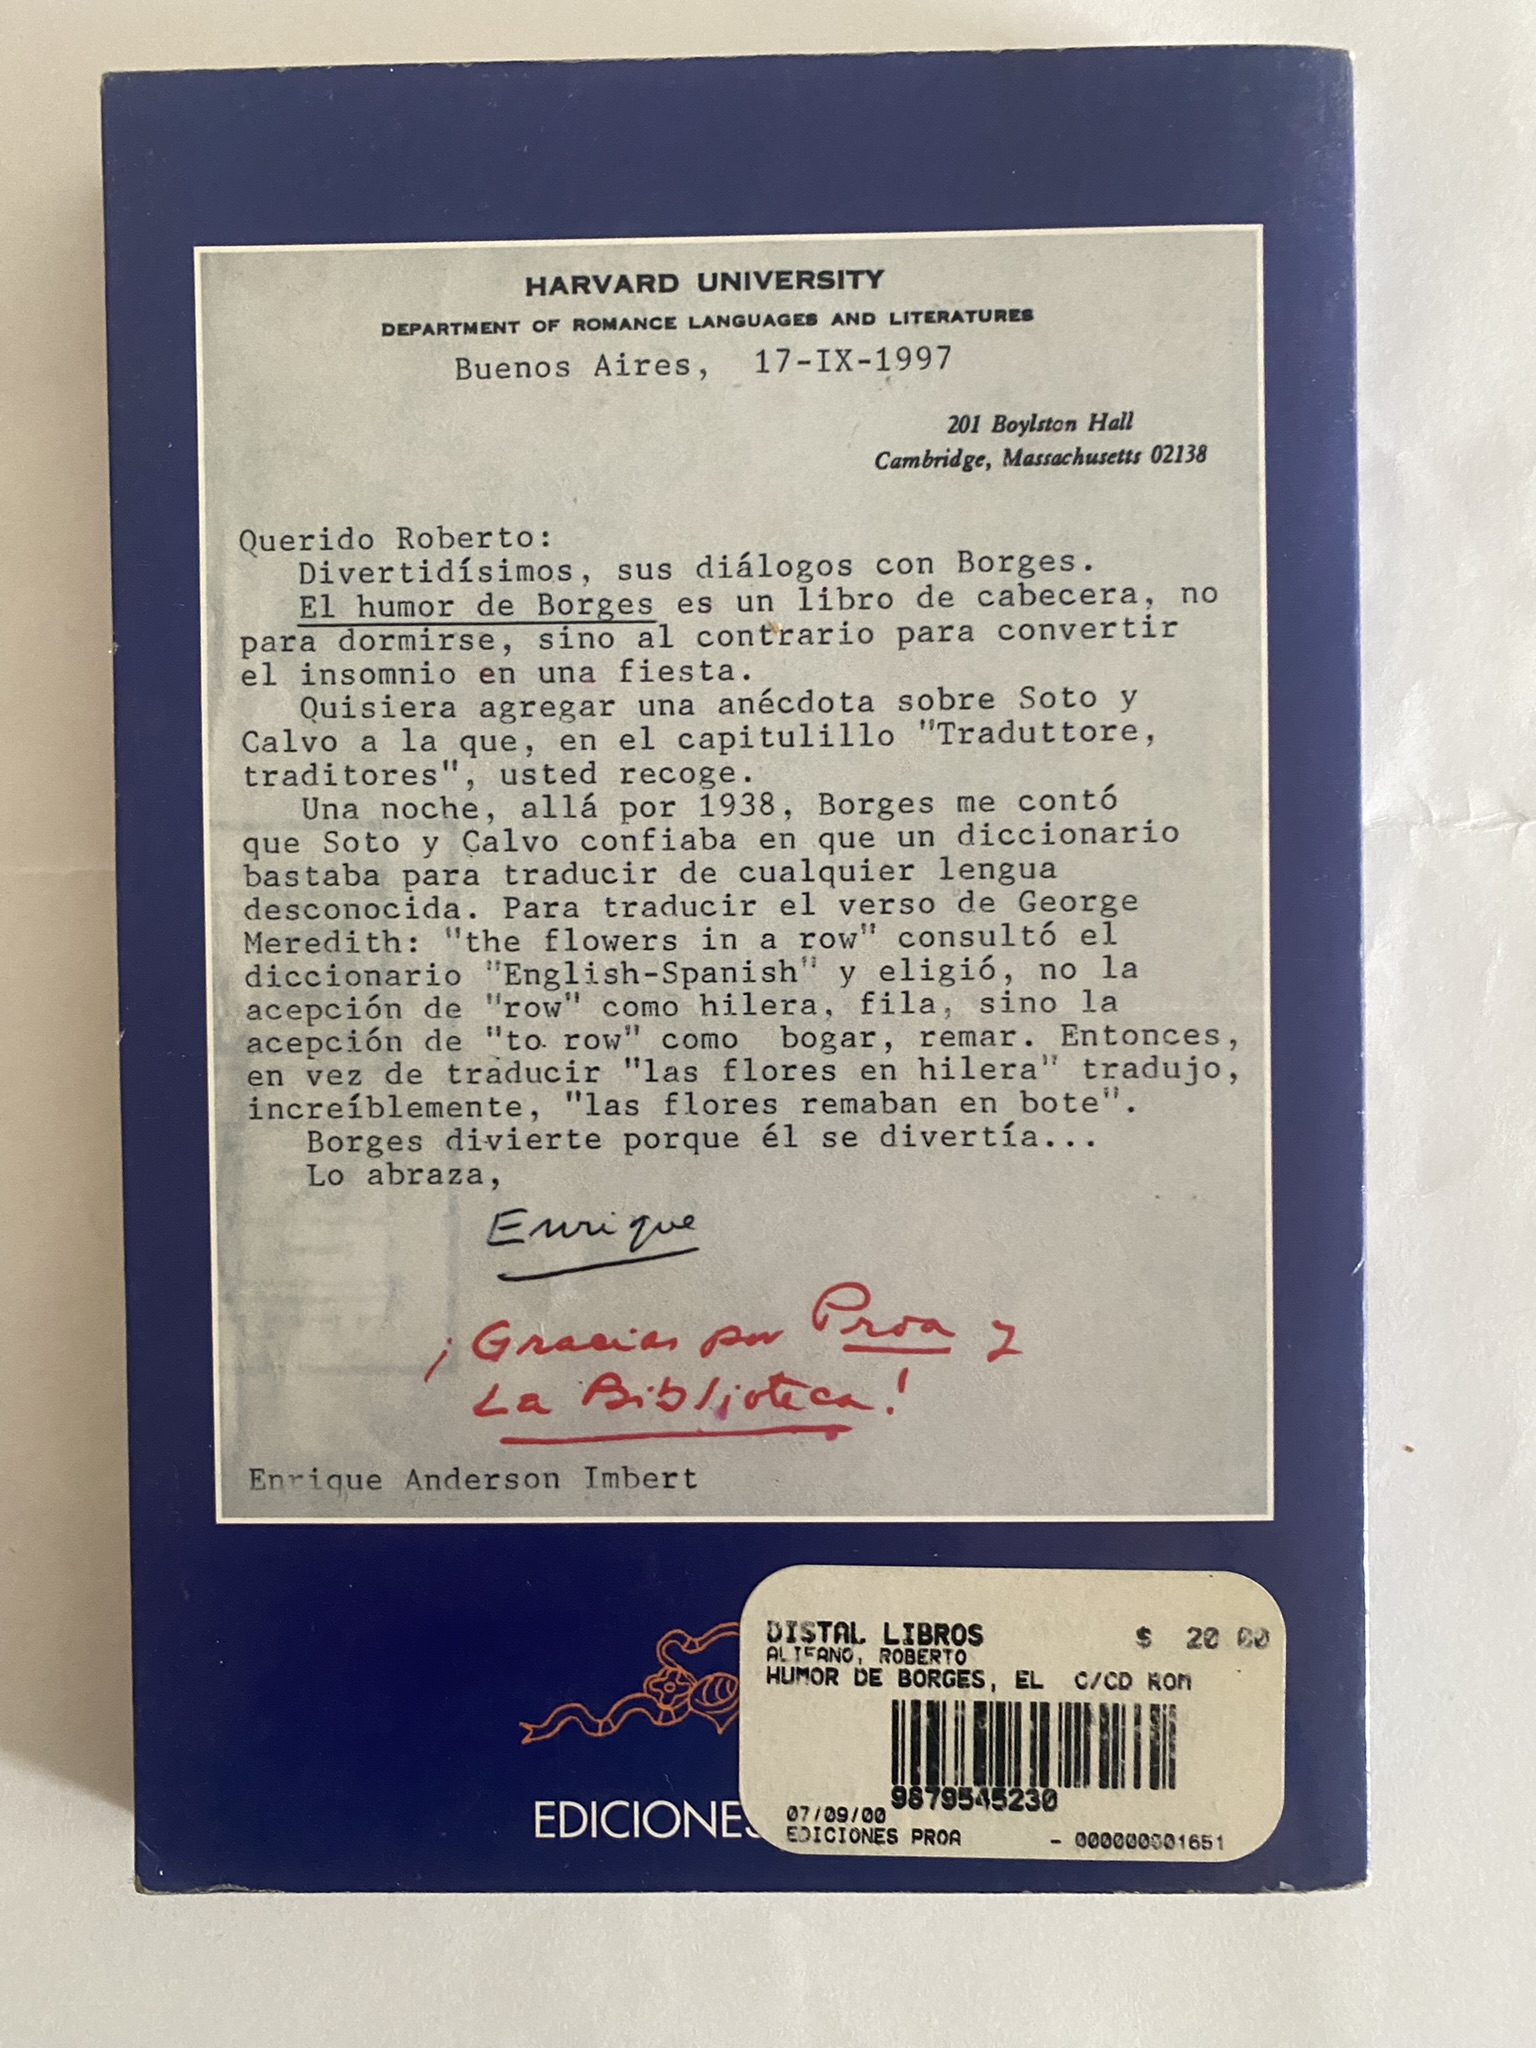 HARVARD UNIVERSITY
DEPARTMENT OF ROMANCE LANGUAGES AND LITERATURES
Buenos Aires, 17-IX-1997
201 Boylston Hall
Cambridge, Massachusetts 02138
Querido Roberto:
Divertidísimos, sus diálogos con Borges.
El humor de Borges es un libro de cabecera, no
para dormirse, sino al contrario para convertir
el insomnio en una fiesta.
Quisiera agregar una anécdota sobre Soto y
Calvo a la que, en el capitulillo "Traduttore,
traditores", usted recoge.
Una noche, allá por 1938, Borges me contó
que Soto y Calvo confiaba en que un diccionario
bastaba para traducir de cualquier lengua
desconocida. Para traducir el verso de George
Meredith: "the flowers in a row" consultó el
diccionario "English-Spanish" y eligió, no la
acepción de "row" como hilera, fila, sino la
acepción de "to row" como bogar, remar. Entonces,
en vez de traducir "las flores en hilera" tradujo,
increíblemente, "las flores remaban en bote".
Borges divierte porque él se divertía...
Lo abraza,
Enrique
¡Gracias por Proa y
La Biblioteca!
Enrique Anderson Imbert
DISTAL LIBROS $ 20 00
ALIFANO, ROBERTO
HUMOR DE BORGES, EL C/CD ROM
9879545230
07/09/00
EDICIONES PROA - 000000001651
EDICIONES